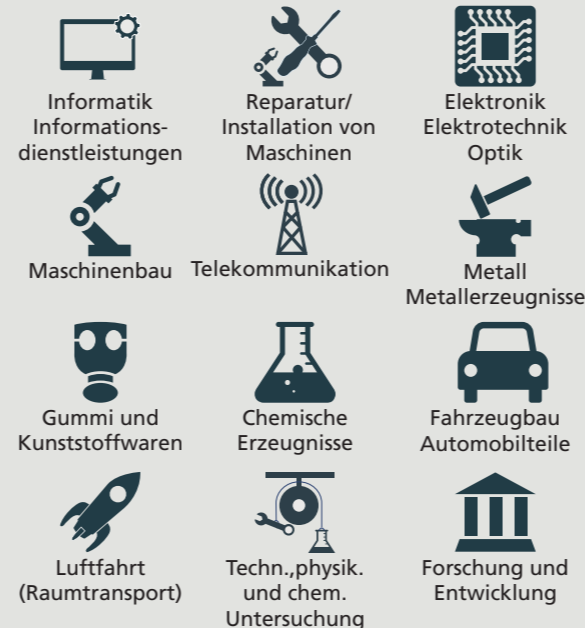 Informatik
Informations-
dienstleistungen
Reparatur/
Installation von
Maschinen
Elektronik
Elektrotechnik
Optik
Maschinenbau
Telekommunikation
Metall
Metallerzeugnisse
Gummi und
Kunststoffwaren
Chemische
Erzeugnisse
Fahrzeugbau
Automobilteile
Luftfahrt
(Raumtransport)
Techn.,physik.
und chem.
Untersuchung
Forschung und
Entwicklung